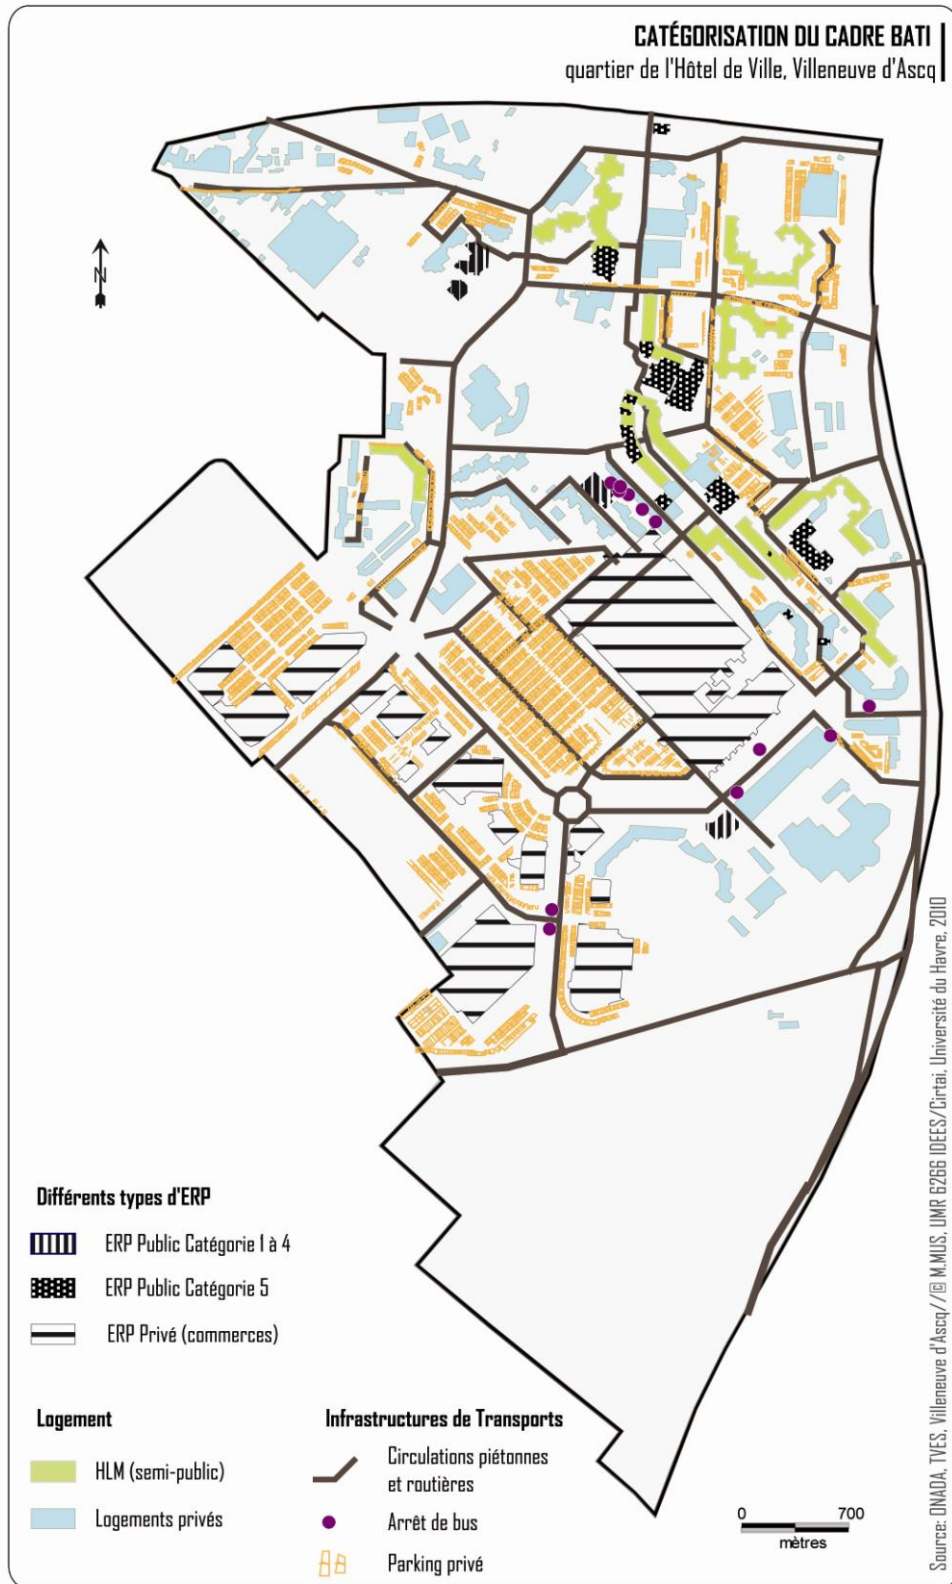 CATÉGORISATION DU CADRE BATI
quartier de l'Hôtel de Ville, Villeneuve d'Ascq
N
Différents types d'ERP
ERP Public Catégorie 1 à 4
ERP Public Catégorie 5
ERP Privé (commerces)
Logement
HLM (semi-public)
Logements privés
Infrastructures de Transports
Circulations piétonnes
et routières
Arrêt de bus
Parking privé
0 700
mètres
Source: ONADA, TVES, Villeneuve d'Ascq//© M.MUS, UMR 6266 IDEES/Cirtai, Université du Havre, 2010